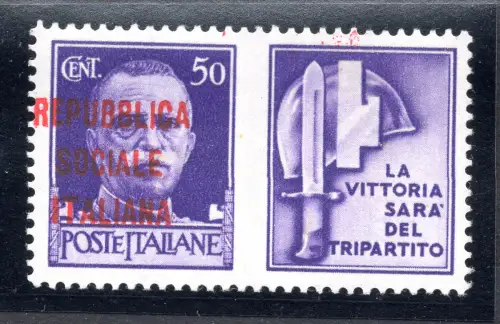 CENT. 50
REPUBBLICA
SOCIALE
ITALIANA
POSTE ITALIANE
LA
VITTORIA
SARA'
DEL
TRIPARTITO